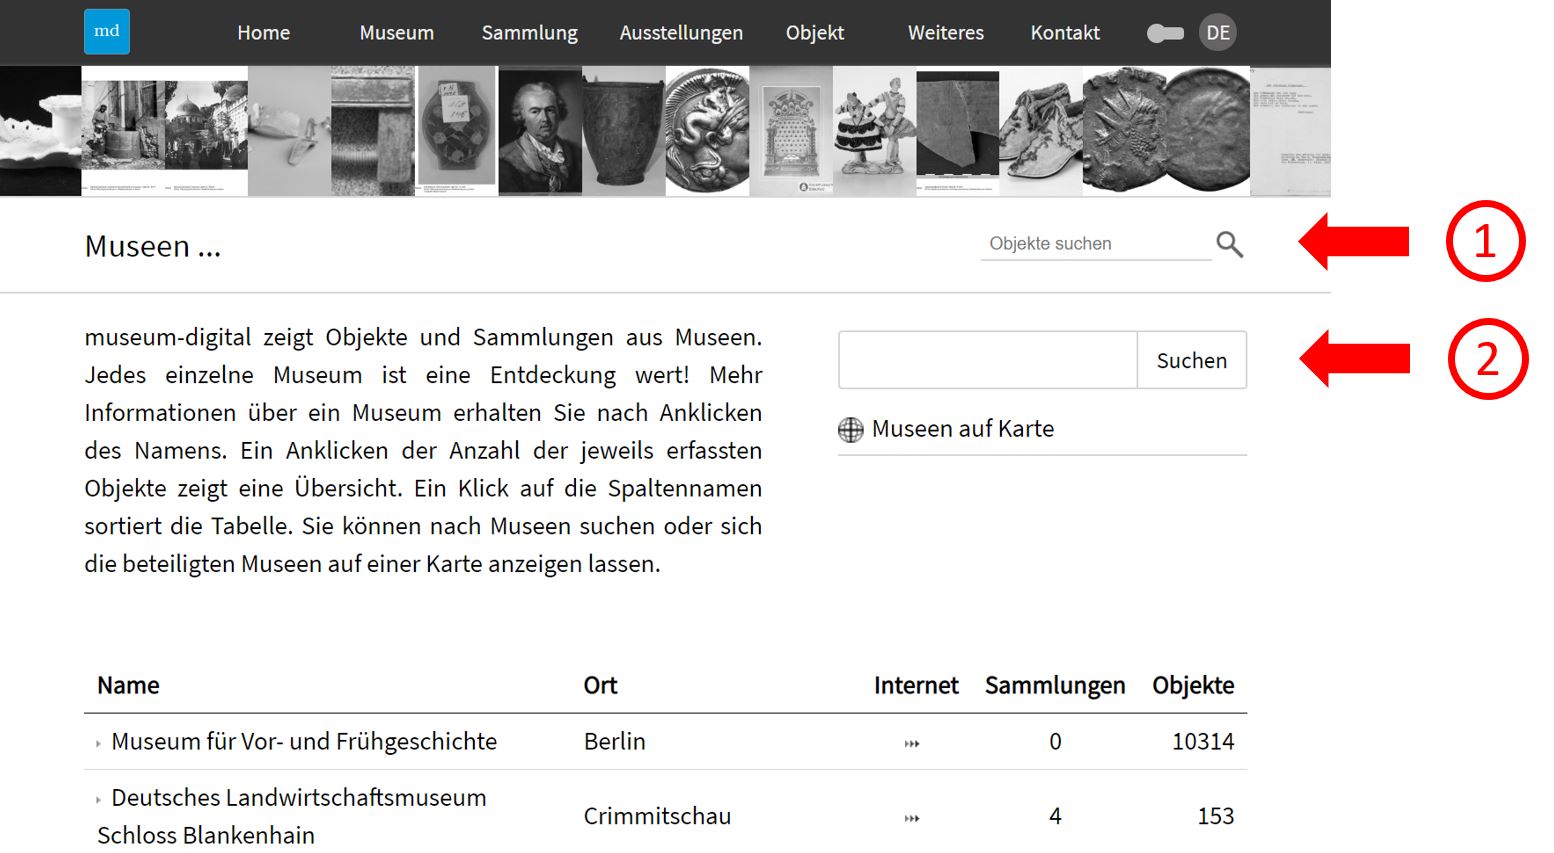 md Home Museum Sammlung Ausstellungen Objekt Weiteres Kontakt DE
Museen ...
Objekte suchen
1
museum-digital zeigt Objekte und Sammlungen aus Museen.
Jedes einzelne Museum ist eine Entdeckung wert! Mehr
Informationen über ein Museum erhalten Sie nach Anklicken
des Namens. Ein Anklicken der Anzahl der jeweils erfassten
Objekte zeigt eine Übersicht. Ein Klick auf die Spaltennamen
sortiert die Tabelle. Sie können nach Museen suchen oder sich
die beteiligten Museen auf einer Karte anzeigen lassen.
Suchen
2
Museen auf Karte
Name Ort Internet Sammlungen Objekte
Museum für Vor- und Frühgeschichte Berlin 0 10314
Deutsches Landwirtschaftsmuseum
Schloss Blankenhain Crimmitschau 4 153